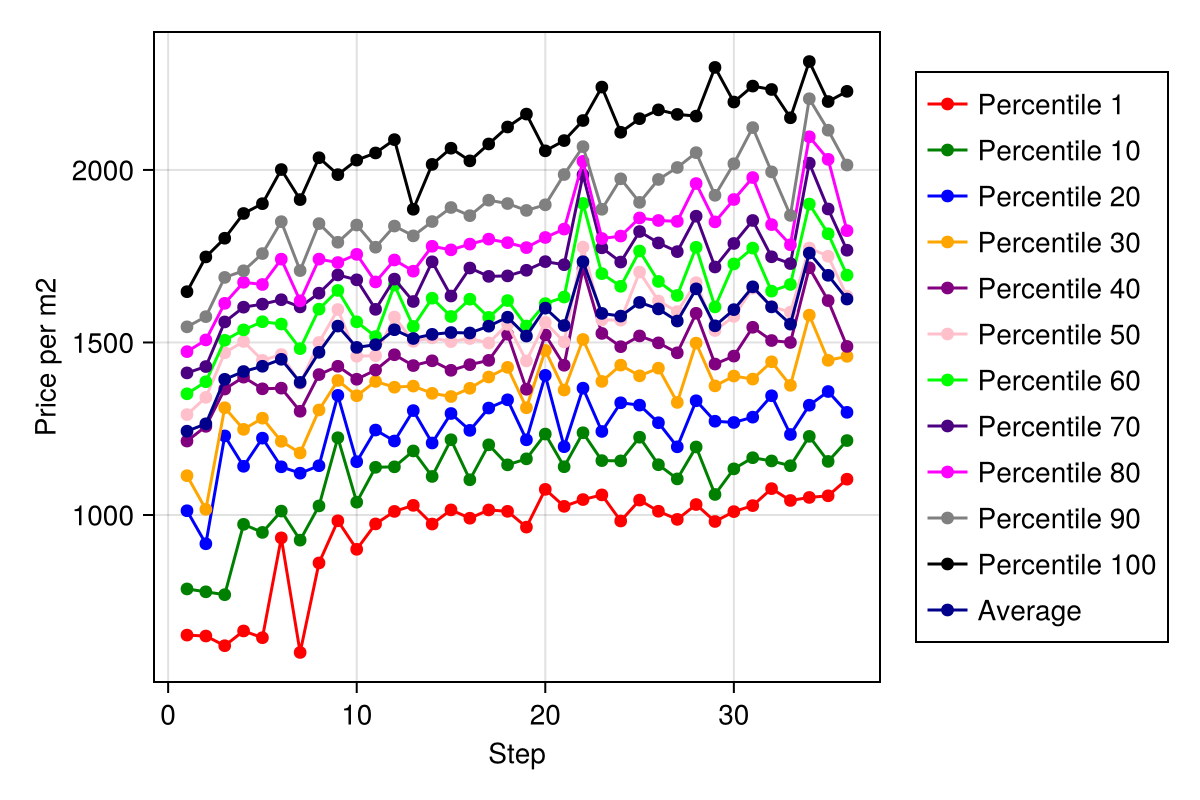 Price per m2
2000
1500
1000
0
10
20
30
Step
Percentile 1
Percentile 10
Percentile 20
Percentile 30
Percentile 40
Percentile 50
Percentile 60
Percentile 70
Percentile 80
Percentile 90
Percentile 100
Average